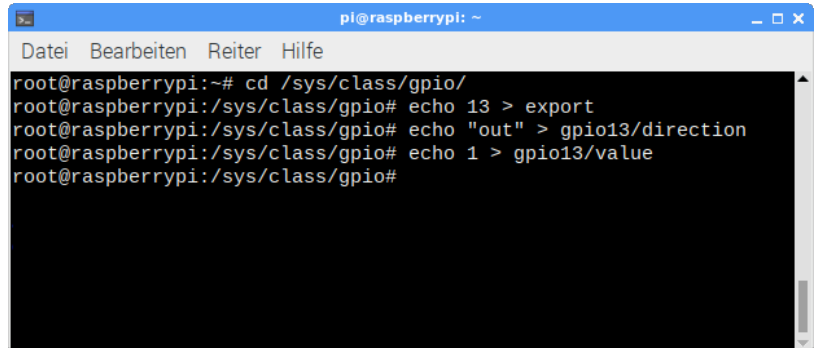 pi@raspberrypi: ~
Datei Bearbeiten Reiter Hilfe
root@raspberrypi:~# cd /sys/class/gpio/
root@raspberrypi:/sys/class/gpio# echo 13 > export
root@raspberrypi:/sys/class/gpio# echo "out" > gpio13/direction
root@raspberrypi:/sys/class/gpio# echo 1 > gpio13/value
root@raspberrypi:/sys/class/gpio#